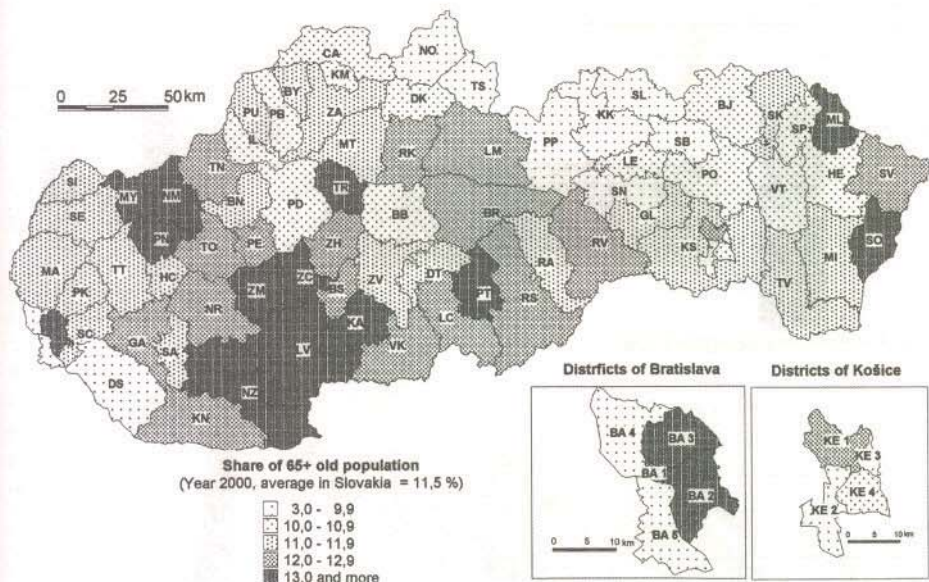 CA
NO
KM
TS
BY
PU
PB
DK
ZA
IL
SL
BJ
KK
SK
SP
ML
0 25 50 km
MT
RK
LM
PP
SB
TN
LE
PO
HE
SV
SI
MY
NM
BN
PD
TR
BB
SN
VT
SE
BR
GL
PN
TO
PE
ZH
RV
KS
SO
MA
TT
HC
ZM
ZC
BS
ZV
DT
PT
RA
MI
PK
NR
KA
LC
RS
TV
SC
GA
SA
LV
VK
DS
NZ
KN
Distrficts of Bratislava
Districts of Košice
BA 4
BA 3
BA 1
BA 2
BA 5
0 10 km
KE 1
KE 3
KE 4
KE 2
0 5 10 km
Share of 65+ old population
(Year 2000, average in Slovakia = 11,5 %)
3,0 - 9,9
10,0 - 10,9
11,0 - 11,9
12,0 - 12,9
13,0 and more